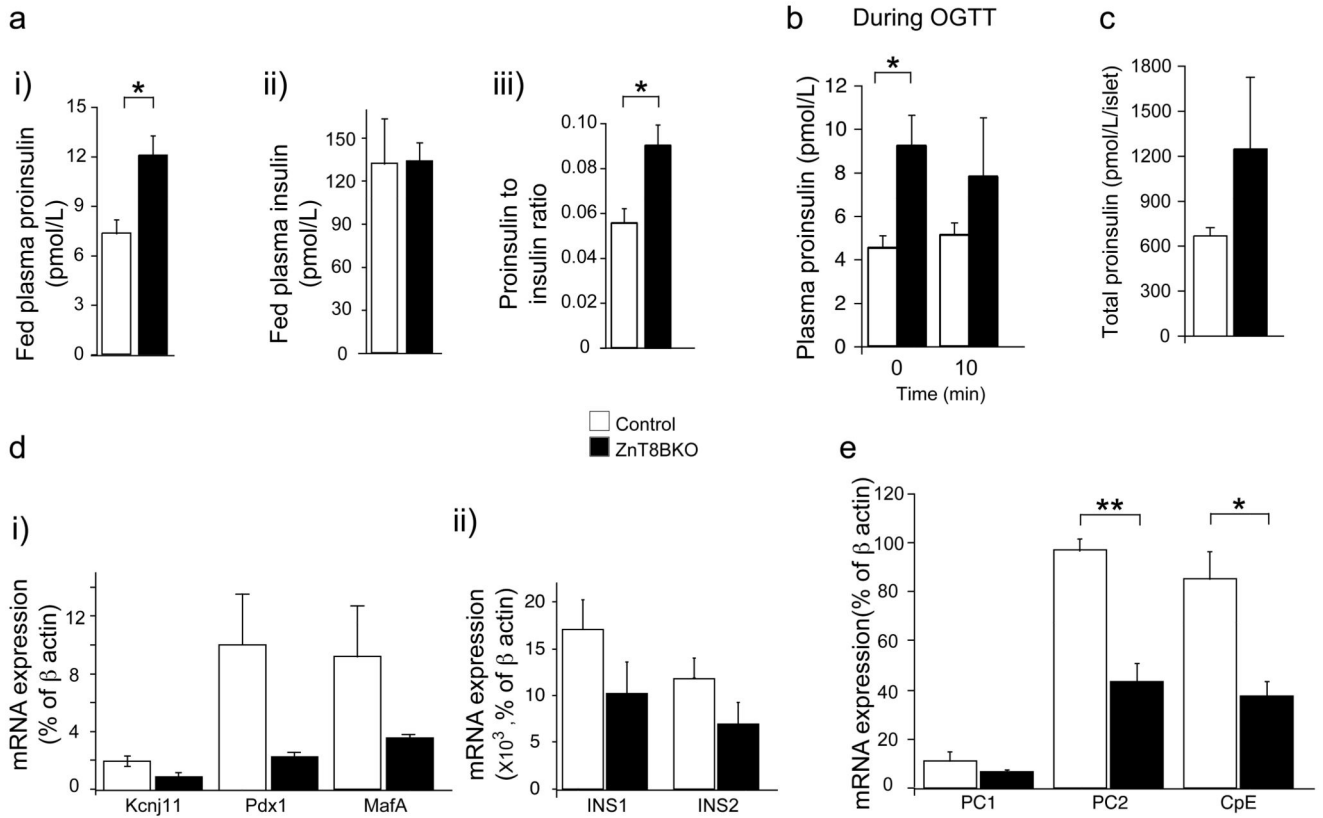 a
i)
Fed plasma proinsulin
(pmol/L)
15
12
9
6
3
0
*
ii)
Fed plasma insulin
(pmol/L)
150
130
90
60
30
0
iii)
Proinsulin to
insulin ratio
0.10
0.06
0.04
0.02
0
*
b
During OGTT
Plasma proinsulin (pmol/L)
12
10
8
6
4
2
0
*
0 10
Time (min)
c
Total proinsulin (pmol/L/islet)
1800
1500
1200
900
600
300
0
Control
ZnT8BKO
d
i)
mRNA expression
(% of β actin)
12
8
4
0
Kcnj11 Pdx1 MafA
ii)
mRNA expression
(x10³, % of β actin)
20
15
10
5
0
INS1 INS2
e
mRNA expression(% of β actin)
120
100
80
60
40
20
0
** *
PC1 PC2 CpE